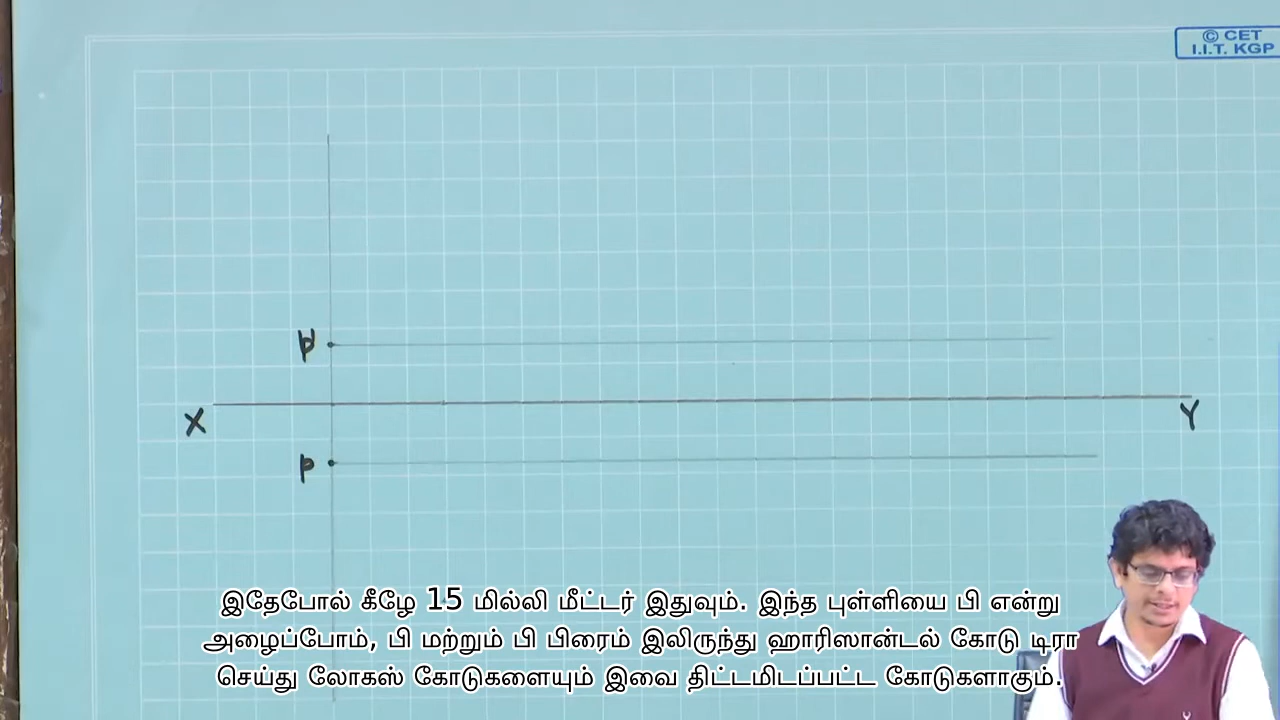 © CET
I.I.T. KGP
p'
X
Y
p
இதேபோல் கீழே 15 மில்லி மீட்டர் இதுவும். இந்த புள்ளியை பி என்று
அழைப்போம், பி மற்றும் பி பிரைம் இலிருந்து ஹாரிஸான்டல் கோடு டிரா
செய்து லோகஸ் கோடுகளையும் இவை திட்டமிடப்பட்ட கோடுகளாகும்.